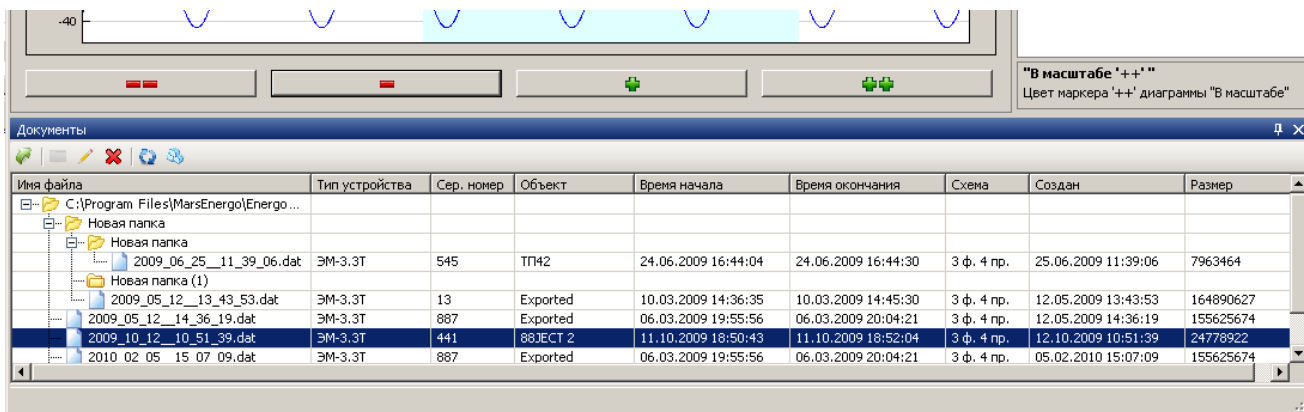 -40
"В масштабе '++' "
Цвет маркера '++' диаграммы "В масштабе"
Документы
Имя файла Тип устройства Сер. номер Объект Время начала Время окончания Схема Создан Размер
C:\Program Files\MarsEnergo\Energo...
Новая папка
Новая папка
2009_06_25__11_39_06.dat ЭМ-3.3Т 545 ТП42 24.06.2009 16:44:04 24.06.2009 16:44:30 3 ф. 4 пр. 25.06.2009 11:39:06 7963464
Новая папка (1)
2009_05_12__13_43_53.dat ЭМ-3.3Т 13 Exported 10.03.2009 14:36:35 10.03.2009 14:45:30 3 ф. 4 пр. 12.05.2009 13:43:53 164890627
2009_05_12__14_36_19.dat ЭМ-3.3Т 887 Exported 06.03.2009 19:55:56 06.03.2009 20:04:21 3 ф. 4 пр. 12.05.2009 14:36:19 155625674
2009_10_12__10_51_39.dat ЭМ-3.3Т 441 88JECT 2 11.10.2009 18:50:43 11.10.2009 18:52:04 3 ф. 4 пр. 12.10.2009 10:51:39 24778922
2010_02_05__15_07_09.dat ЭМ-3.3Т 887 Exported 06.03.2009 19:55:56 06.03.2009 20:04:21 3 ф. 4 пр. 05.02.2010 15:07:09 155625674